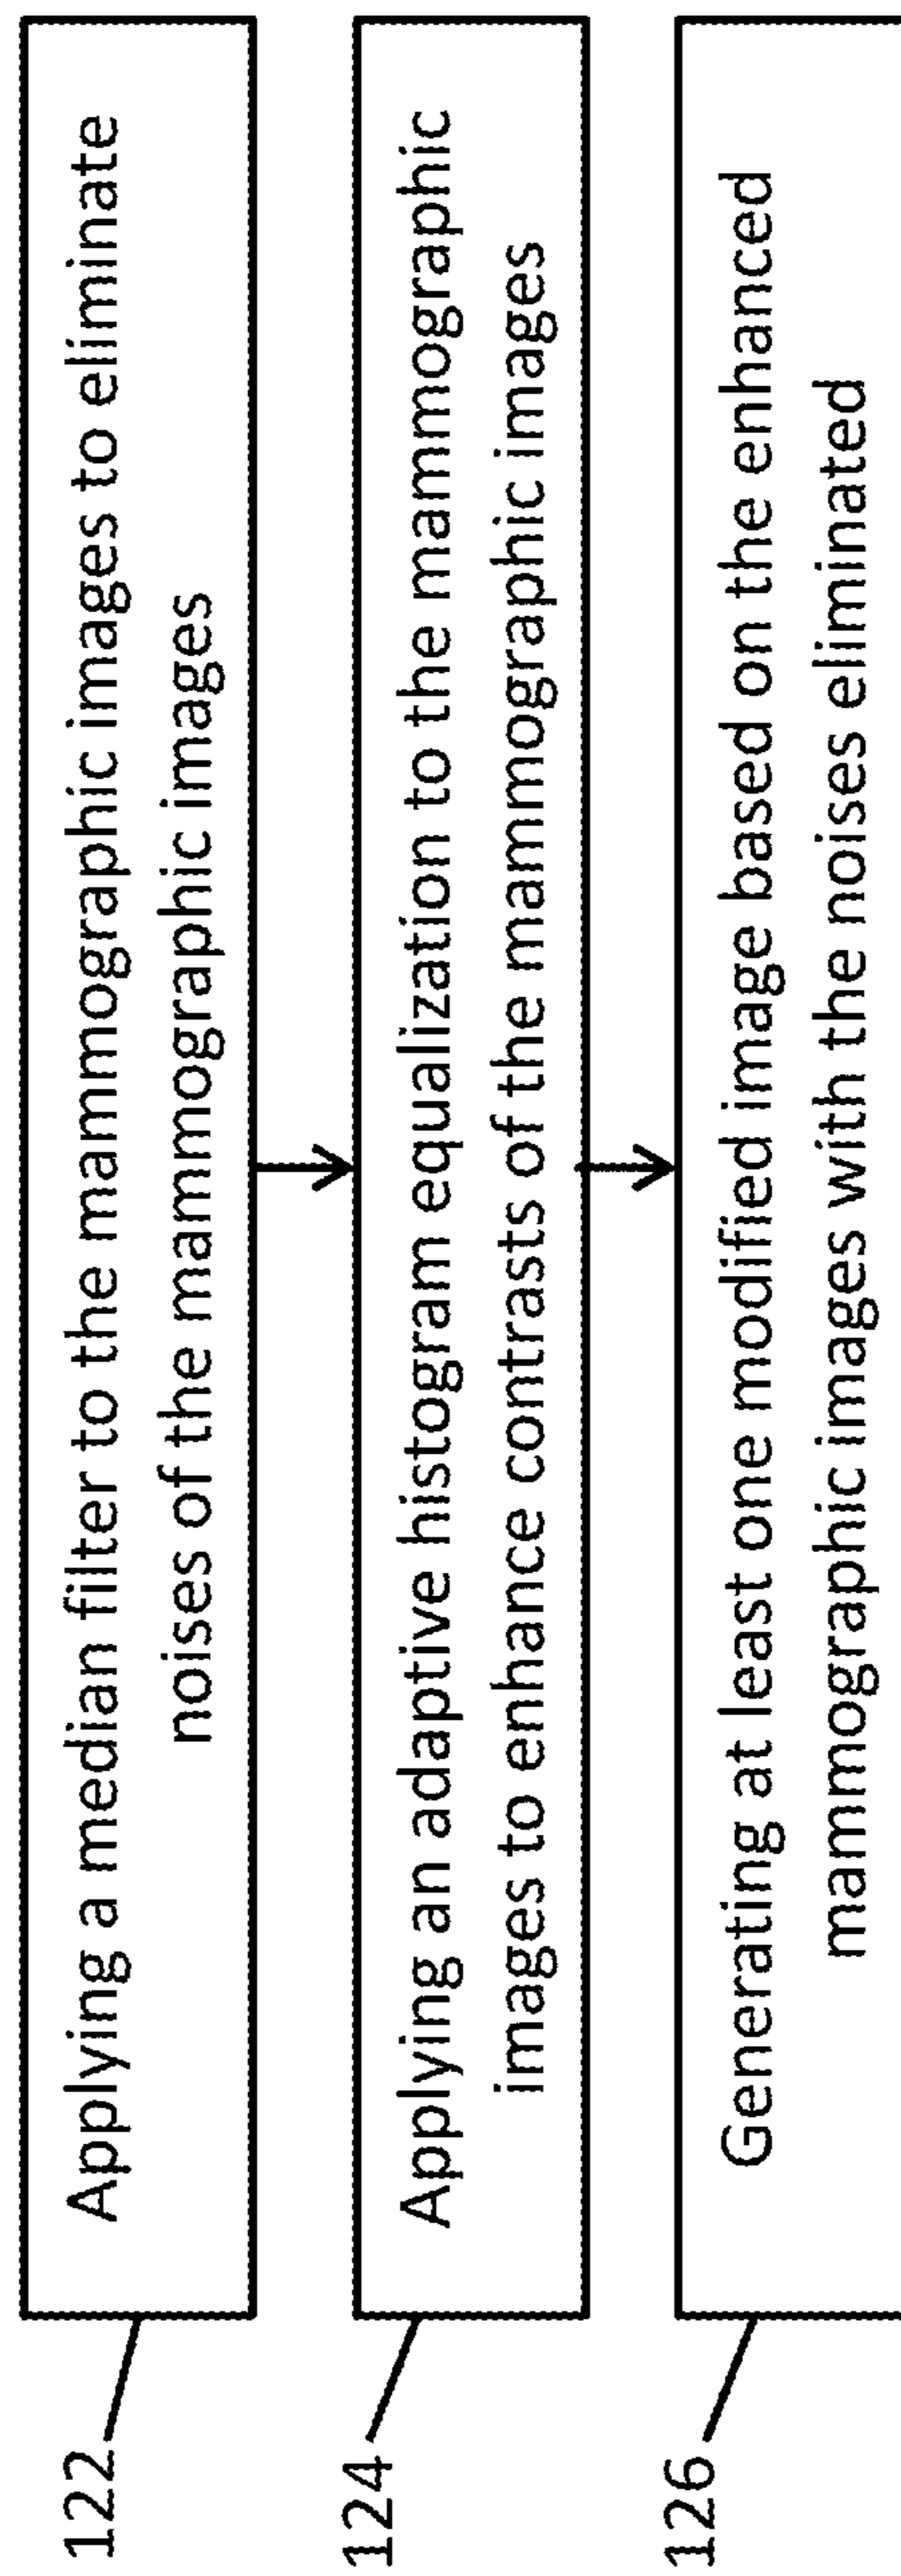 122
Applying a median filter to the mammographic images to eliminate
noises of the mammographic images
124
Applying an adaptive histogram equalization to the mammographic
images to enhance contrasts of the mammographic images
126
Generating at least one modified image based on the enhanced
mammographic images with the noises eliminated